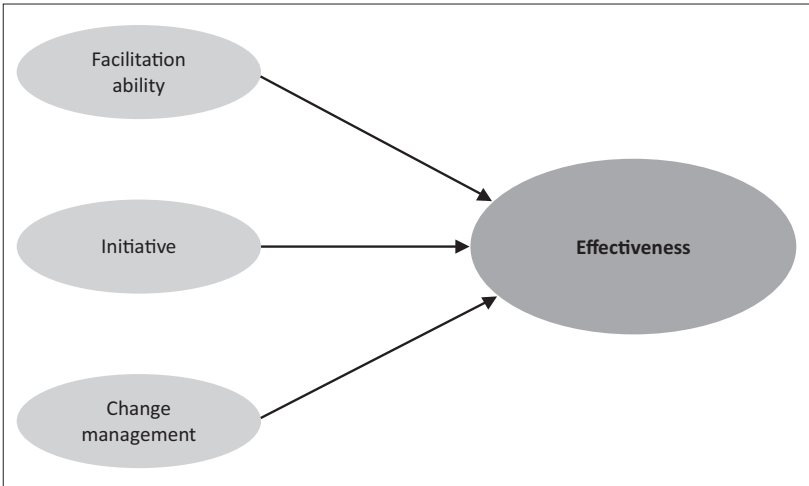 Facilitation
ability
Initiative
Effectiveness
Change
management